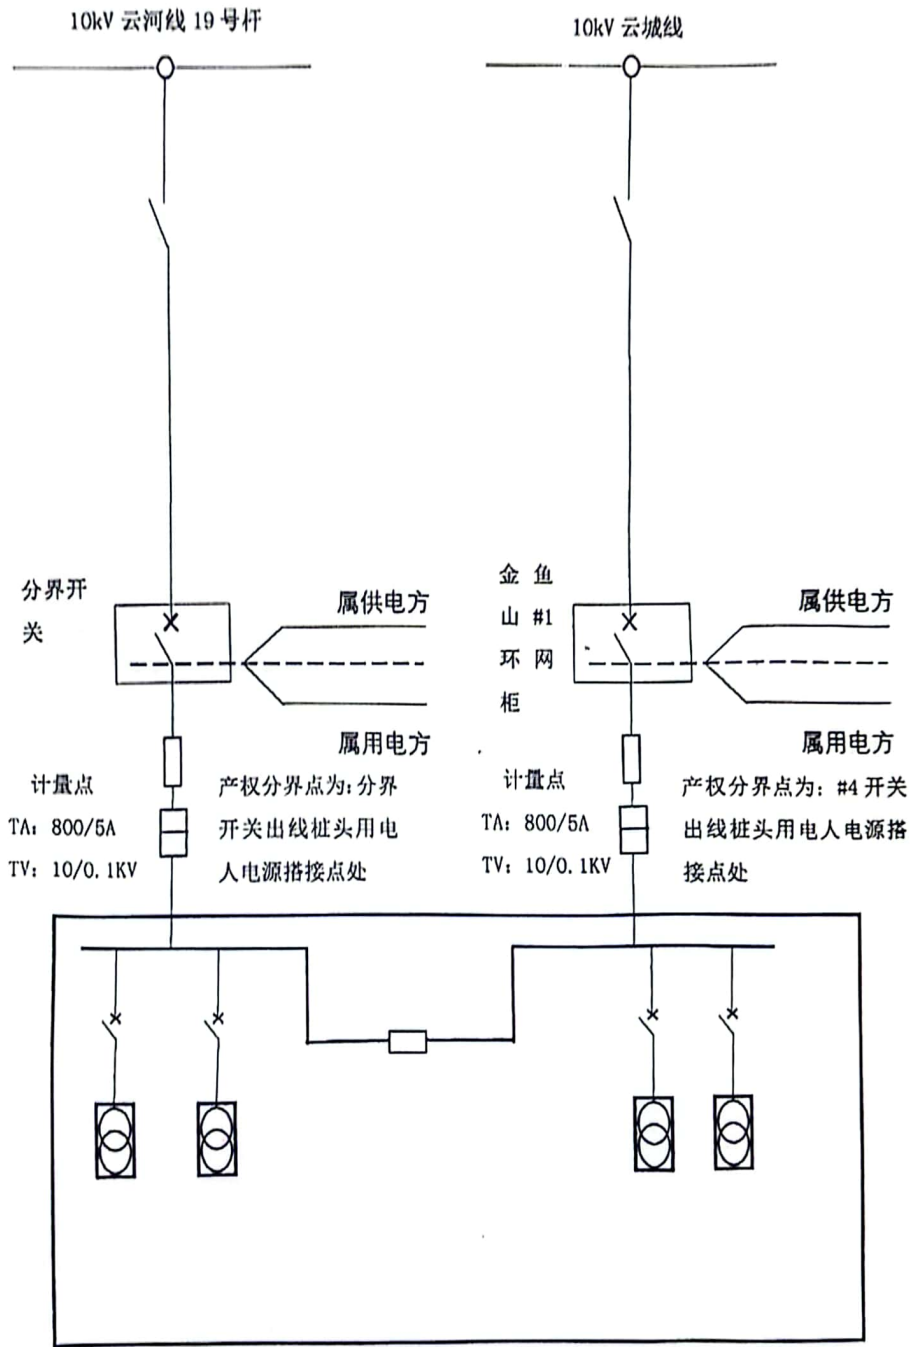 10kV 云河线 19 号杆
10kV 云城线
分界开
关
属供电方
属用电方
计量点
TA: 800/5A
TV: 10/0.1KV
产权分界点为:分界
开关出线桩头用电
人电源搭接点处
金 鱼
山 #1
环 网
柜
属供电方
属用电方
计量点
TA: 800/5A
TV: 10/0.1KV
产权分界点为: #4 开关
出线桩头用电人电源搭
接点处